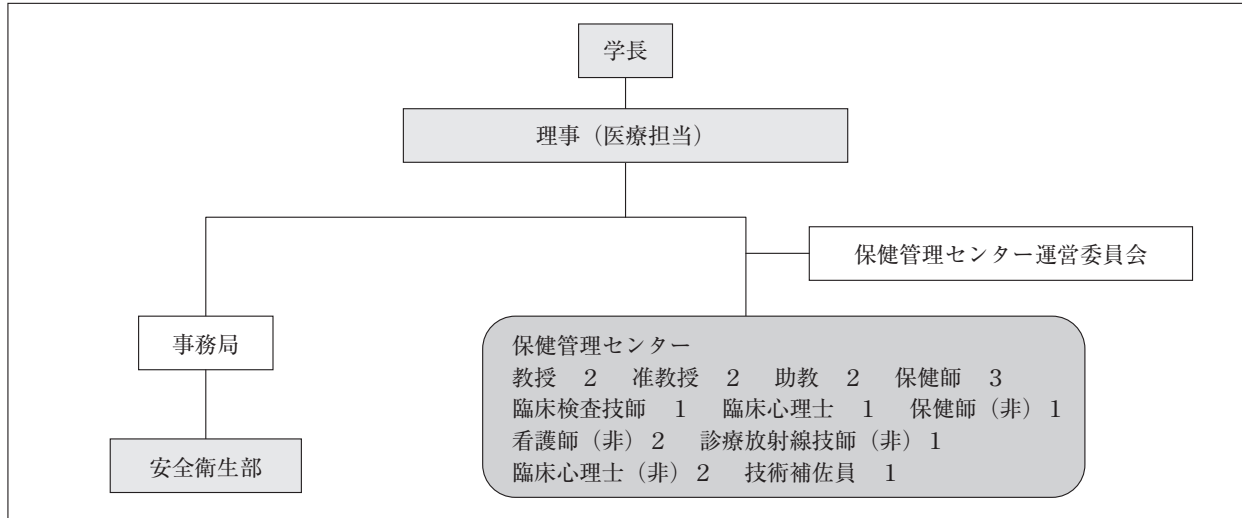 学長
理事（医療担当）
保健管理センター運営委員会
事務局
安全衛生部
保健管理センター
教授　2　准教授　2　助教　2　保健師　3
臨床検査技師　1　臨床心理士　1　保健師（非）1
看護師（非）2　診療放射線技師（非）1
臨床心理士（非）2　技術補佐員　1